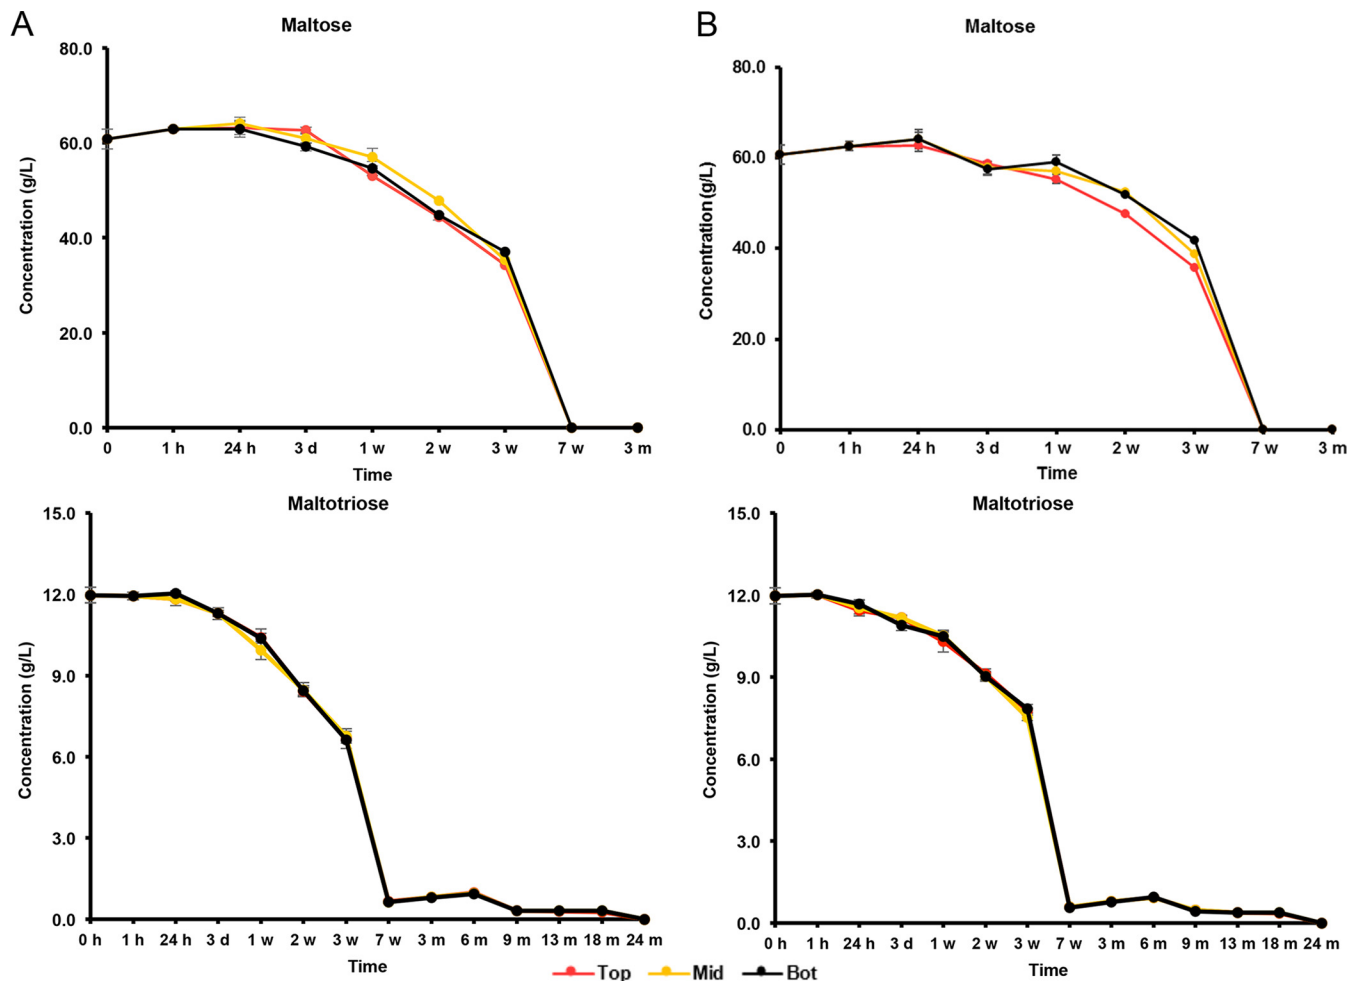 A
Maltose
80.0
60.0
40.0
20.0
0.0
Concentration (g/L)
0 1 h 24 h 3 d 1 w 2 w 3 w 7 w 3 m
Time
B
Maltose
80.0
60.0
40.0
20.0
0.0
Concentration (g/L)
0 1 h 24 h 3 d 1 w 2 w 3 w 7 w 3 m
Time
Maltotriose
15.0
12.0
9.0
6.0
3.0
0.0
Concentration (g/L)
0 h 1 h 24 h 3 d 1 w 2 w 3 w 7 w 3 m 6 m 9 m 13 m 18 m 24 m
Time
Maltotriose
15.0
12.0
9.0
6.0
3.0
0.0
Concentration (g/L)
0 h 1 h 24 h 3 d 1 w 2 w 3 w 7 w 3 m 6 m 9 m 13 m 18 m 24 m
Time
Top Mid Bot